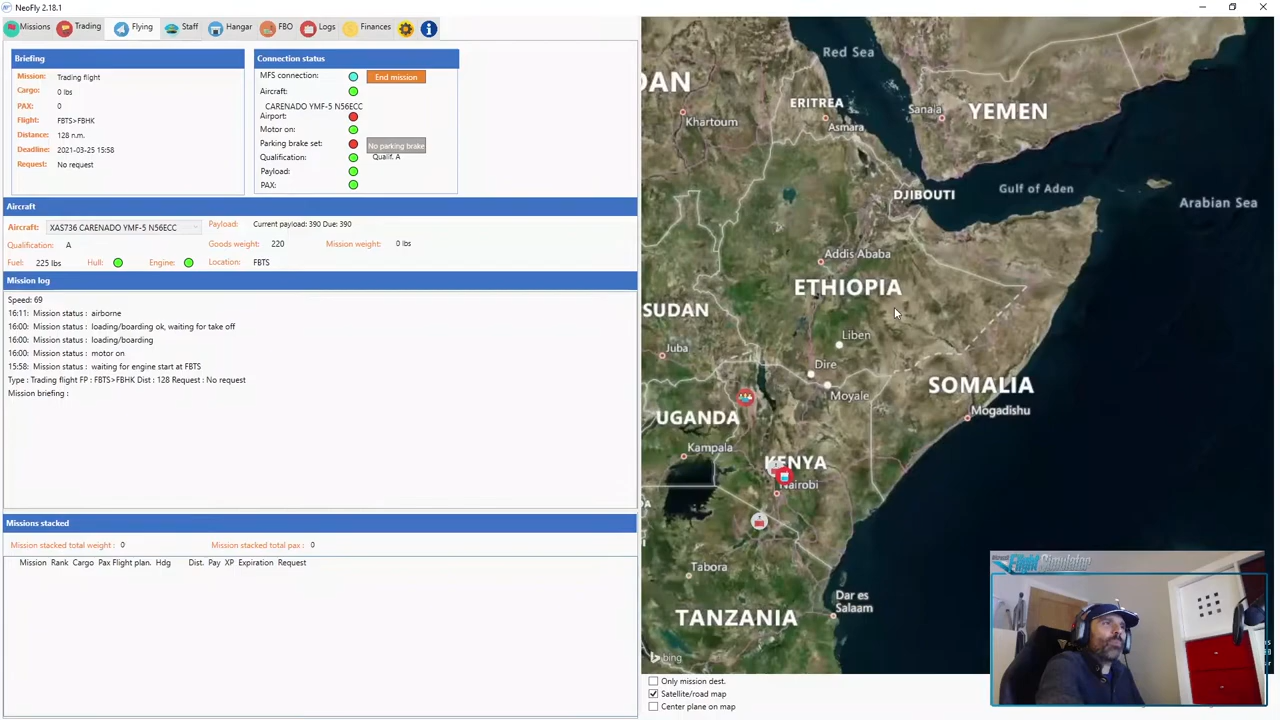 NeoFly 2.18.1
Missions Trading Flying Staff Hangar FBO Logs Finances
Briefing
Mission: Trading flight
Cargo: 0 lbs
PAX: 0
Flight: FBTS>FBHK
Distance: 128 n.m.
Deadline: 2021-03-25 15:58
Request: No request
Connection status
MFS connection: End mission
Aircraft:
CARENADO YMF-5 N56ECC
Airport:
Motor on:
Parking brake set: No parking brake
Qualification: Qualif. A
Payload:
PAX:
Aircraft
Aircraft: XAS736 CARENADO YMF-5 N56ECC Payload: Current payload: 390 Due: 390
Qualification: A Goods weight: 220 Mission weight: 0 lbs
Fuel: 225 lbs Hull: Engine: Location: FBTS
Mission log
Speed: 69
16:11: Mission status : airborne
16:00: Mission status : loading/boarding ok, waiting for take off
16:00: Mission status : loading/boarding
16:00: Mission status : motor on
15:58: Mission status : waiting for engine start at FBTS
Type : Trading flight FP : FBTS>FBHK Dist : 128 Request : No request
Mission briefing :
Missions stacked
Mission stacked total weight : 0 Mission stacked total pax : 0
Mission Rank Cargo Pax Flight plan. Hdg Dist. Pay XP Expiration Request
Red Sea
DAN
ERITREA
Sanaa
YEMEN
Khartoum
Asmara
DJIBOUTI
Gulf of Aden
Arabian Sea
Addis Ababa
ETHIOPIA
SUDAN
Liben
Juba
Dire
Moyale
SOMALIA
Mogadishu
UGANDA
Kampala
KENYA
Nairobi
Tabora
Dar es
Salaam
TANZANIA
bing
Flight Simulator
Only mission dest.
Satellite/road map
Center plane on map